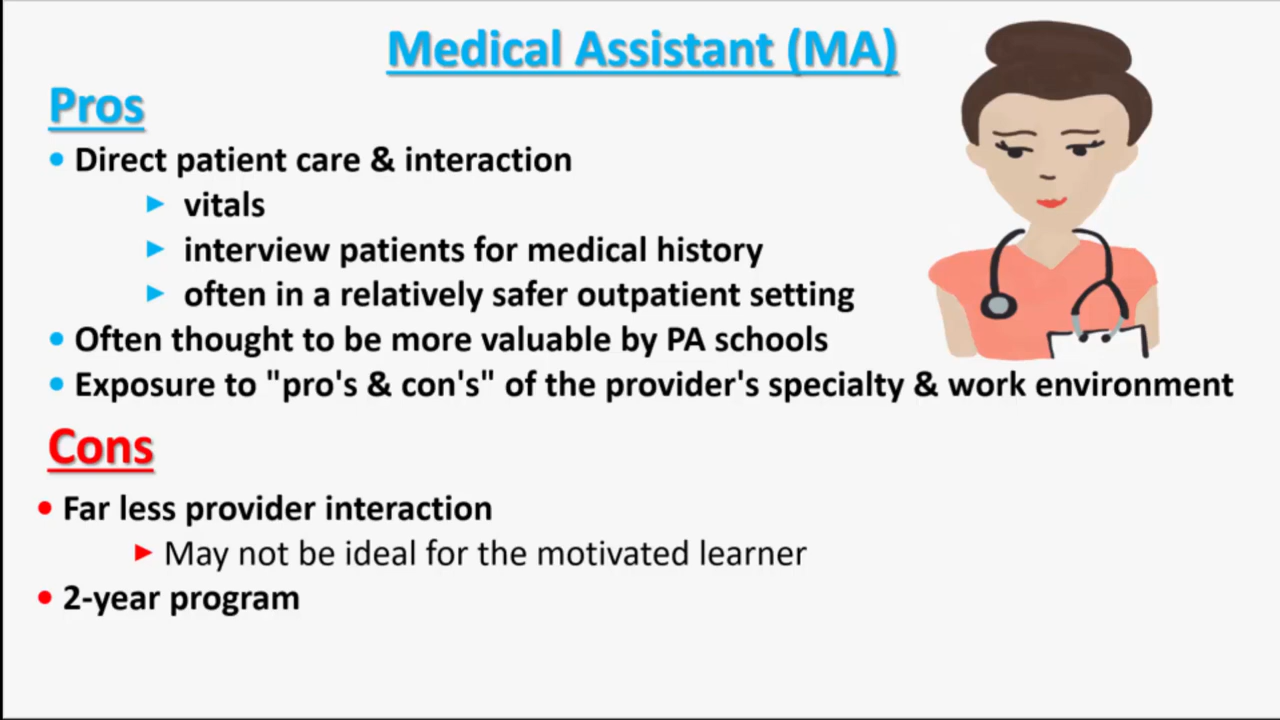 Medical Assistant (MA)
Pros
• Direct patient care & interaction
► vitals
► interview patients for medical history
► often in a relatively safer outpatient setting
• Often thought to be more valuable by PA schools
• Exposure to "pro's & con's" of the provider's specialty & work environment
Cons
• Far less provider interaction
► May not be ideal for the motivated learner
• 2-year program